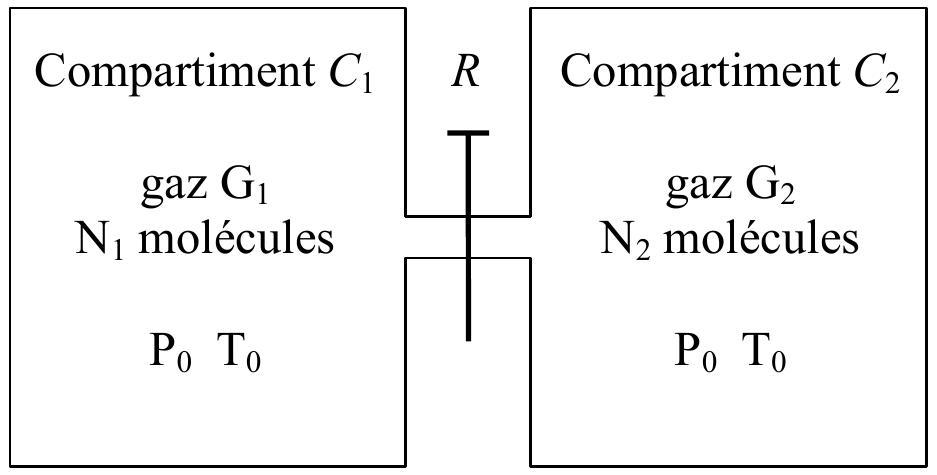 Compartiment C₁
R
Compartiment C₂
gaz G₁
N₁ molécules
gaz G₂
N₂ molécules
P₀ T₀
P₀ T₀